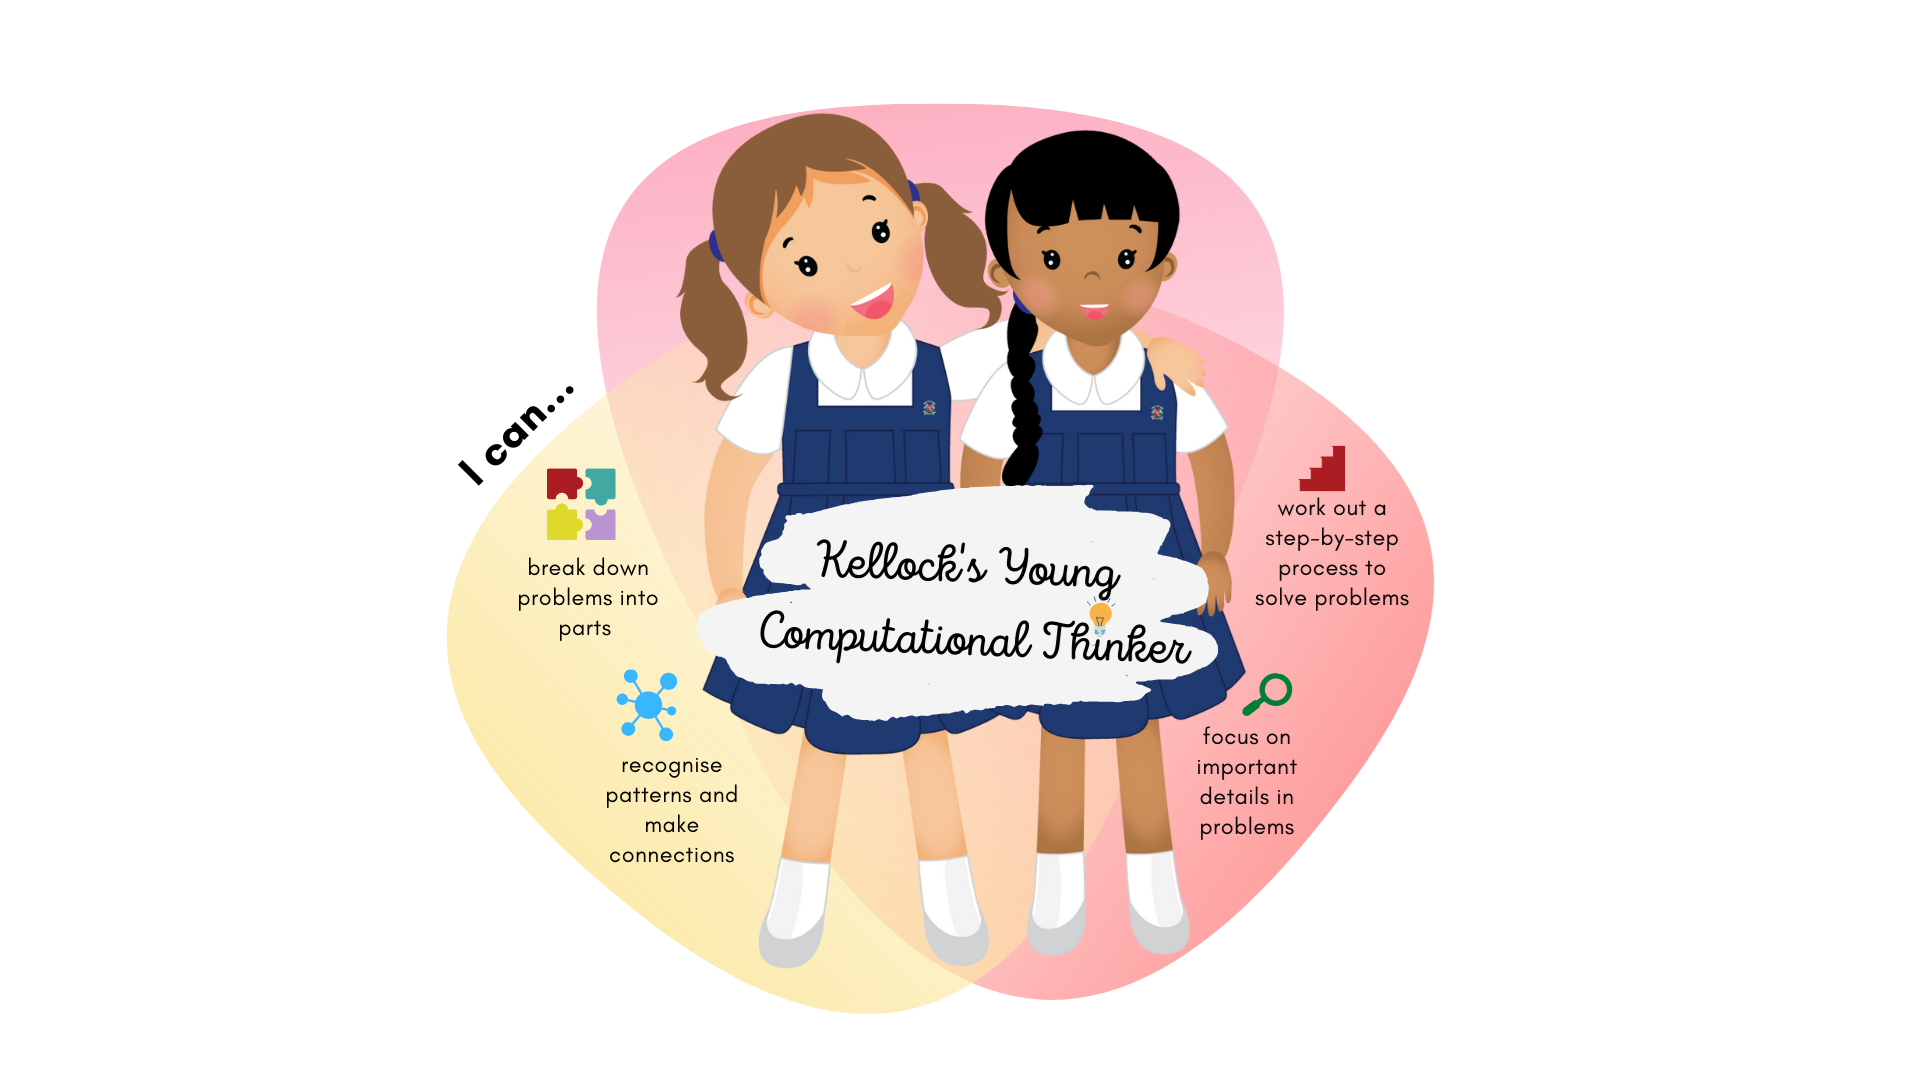 I can...
break down
problems into
parts
recognise
patterns and
make
connections
Kellock's Young
Computational Thinker
work out a
step-by-step
process to
solve problems
focus on
important
details in
problems